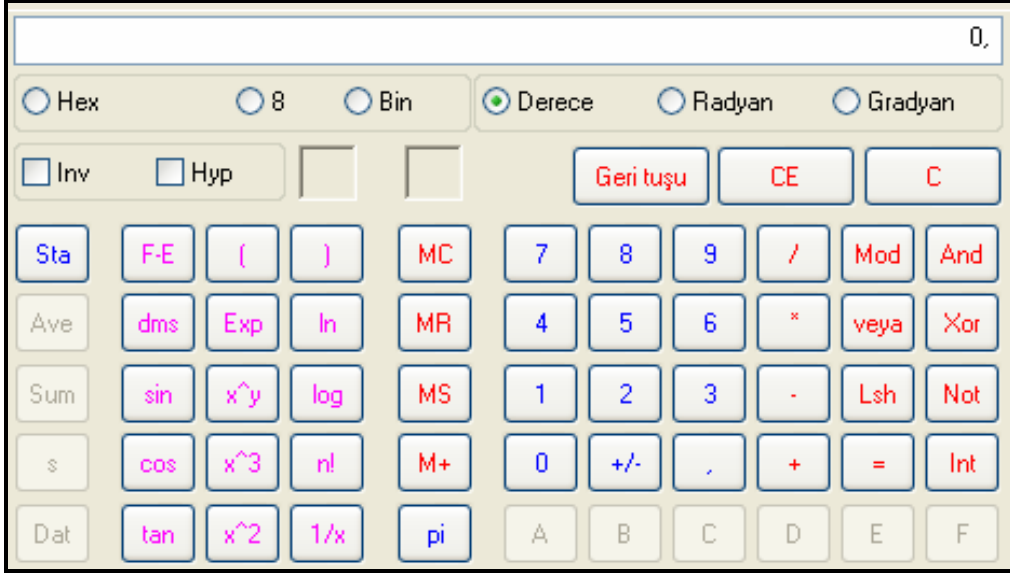 0,
Hex 8 Bin Derece Radyan Gradyan
Inv Hyp Geri tuşu CE C
Sta F-E ( ) MC 7 8 9 / Mod And
Ave dms Exp ln MR 4 5 6 * veya Xor
Sum sin x^y log MS 1 2 3 - Lsh Not
s cos x^3 n! M+ 0 +/- , + = Int
Dat tan x^2 1/x pi A B C D E F